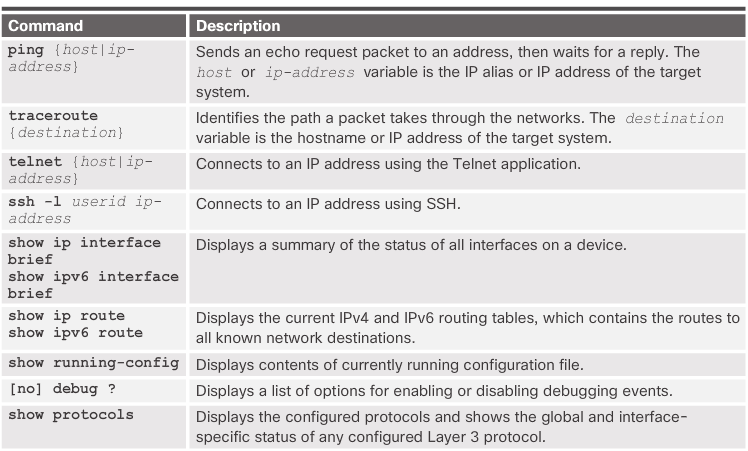 Command Description
ping {host|ip-
address}
Sends an echo request packet to an address, then waits for a reply. The
host or ip-address variable is the IP alias or IP address of the target
system.
traceroute
{destination}
Identifies the path a packet takes through the networks. The destination
variable is the hostname or IP address of the target system.
telnet {host|ip-
address}
Connects to an IP address using the Telnet application.
ssh -l userid ip-
address
Connects to an IP address using SSH.
show ip interface
brief
show ipv6 interface
brief
Displays a summary of the status of all interfaces on a device.
show ip route
show ipv6 route
Displays the current IPv4 and IPv6 routing tables, which contains the routes to
all known network destinations.
show running-config
Displays contents of currently running configuration file.
[no] debug ?
Displays a list of options for enabling or disabling debugging events.
show protocols
Displays the configured protocols and shows the global and interface-
specific status of any configured Layer 3 protocol.